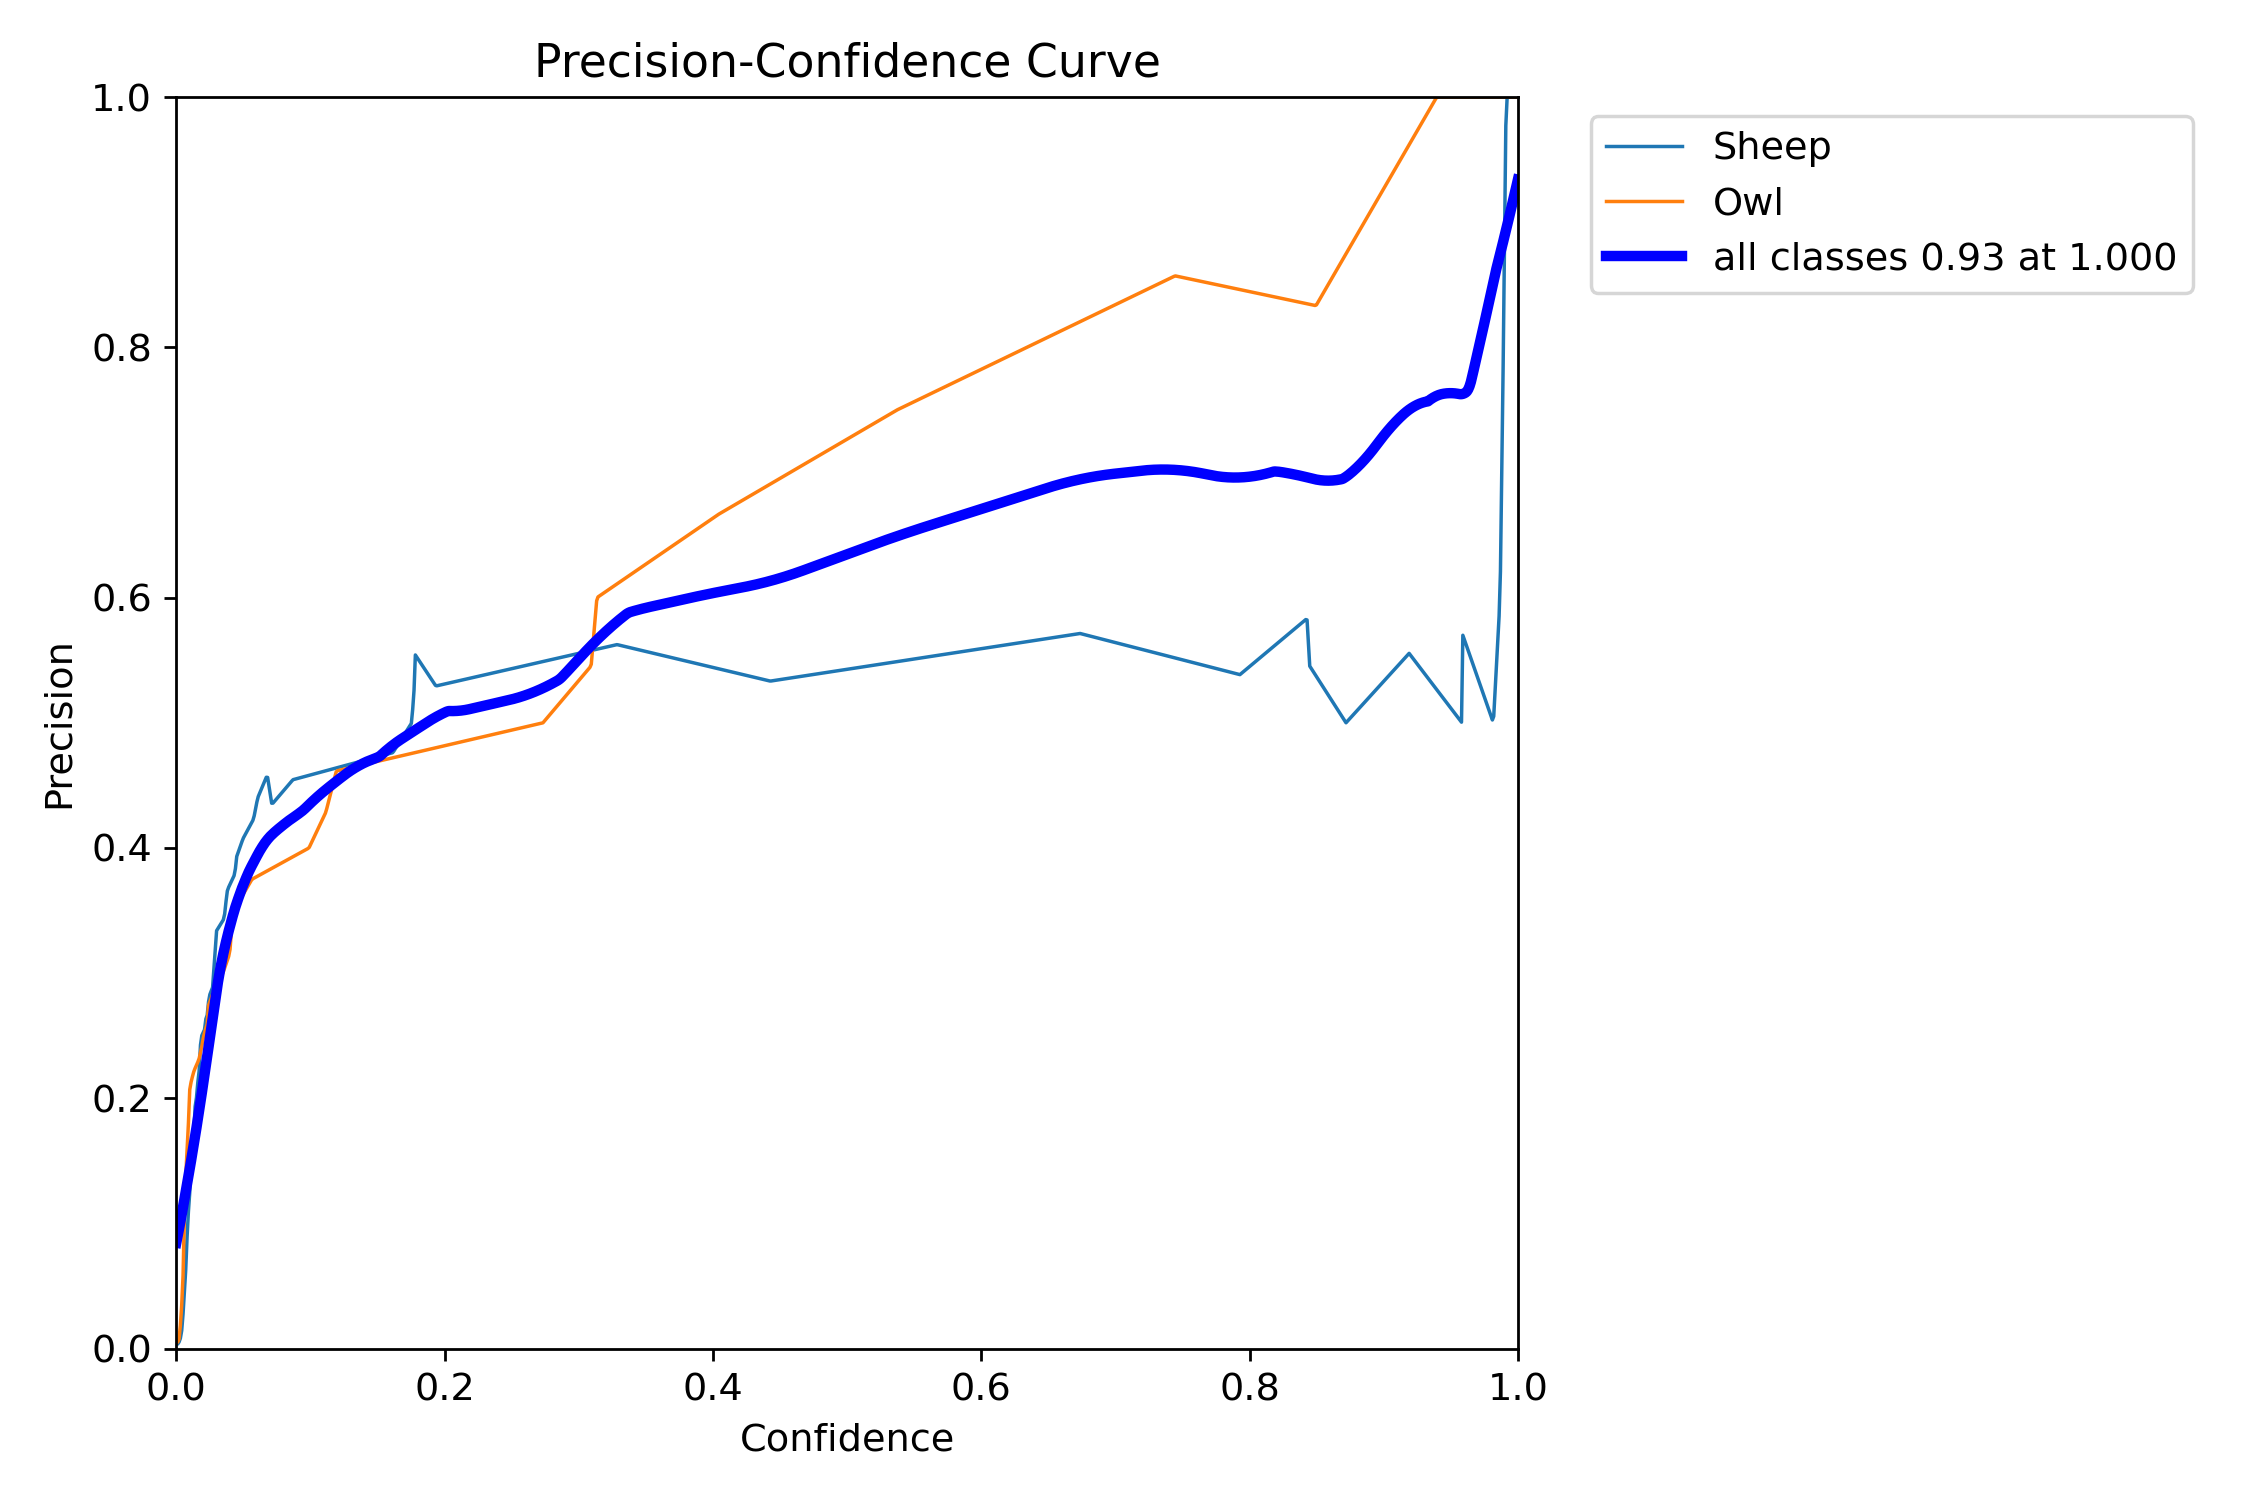 Precision-Confidence Curve
1.0
0.8
0.6
0.4
0.2
0.0
Precision
0.0 0.2 0.4 0.6 0.8 1.0
Confidence
Sheep
Owl
all classes 0.93 at 1.000